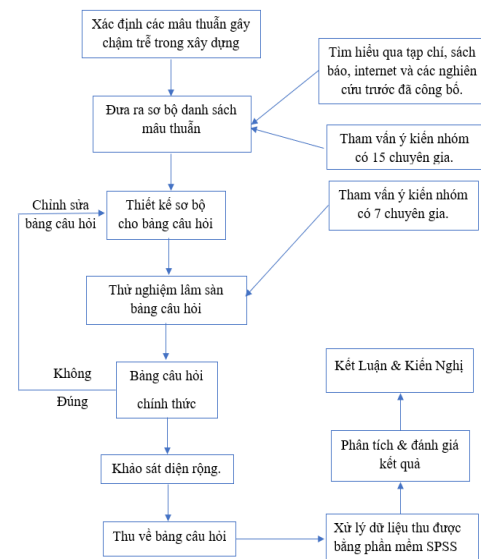 Xác định các mâu thuẫn gây
chậm trễ trong xây dựng
Tìm hiểu qua tạp chí, sách
báo, internet và các nghiên
cứu trước đã công bố.
Đưa ra sơ bộ danh sách
mâu thuẫn
Tham vấn ý kiến nhóm
có 15 chuyên gia.
Chỉnh sửa
bảng câu hỏi
Thiết kế sơ bộ
cho bảng câu hỏi
Tham vấn ý kiến nhóm
có 7 chuyên gia.
Thử nghiệm lâm sàn
bảng câu hỏi
Không
Đúng
Bảng câu hỏi
chính thức
Kết Luận & Kiến Nghị
Khảo sát diện rộng.
Phân tích & đánh giá
kết quả
Thu về bảng câu hỏi
Xử lý dữ liệu thu được
bằng phần mềm SPSS